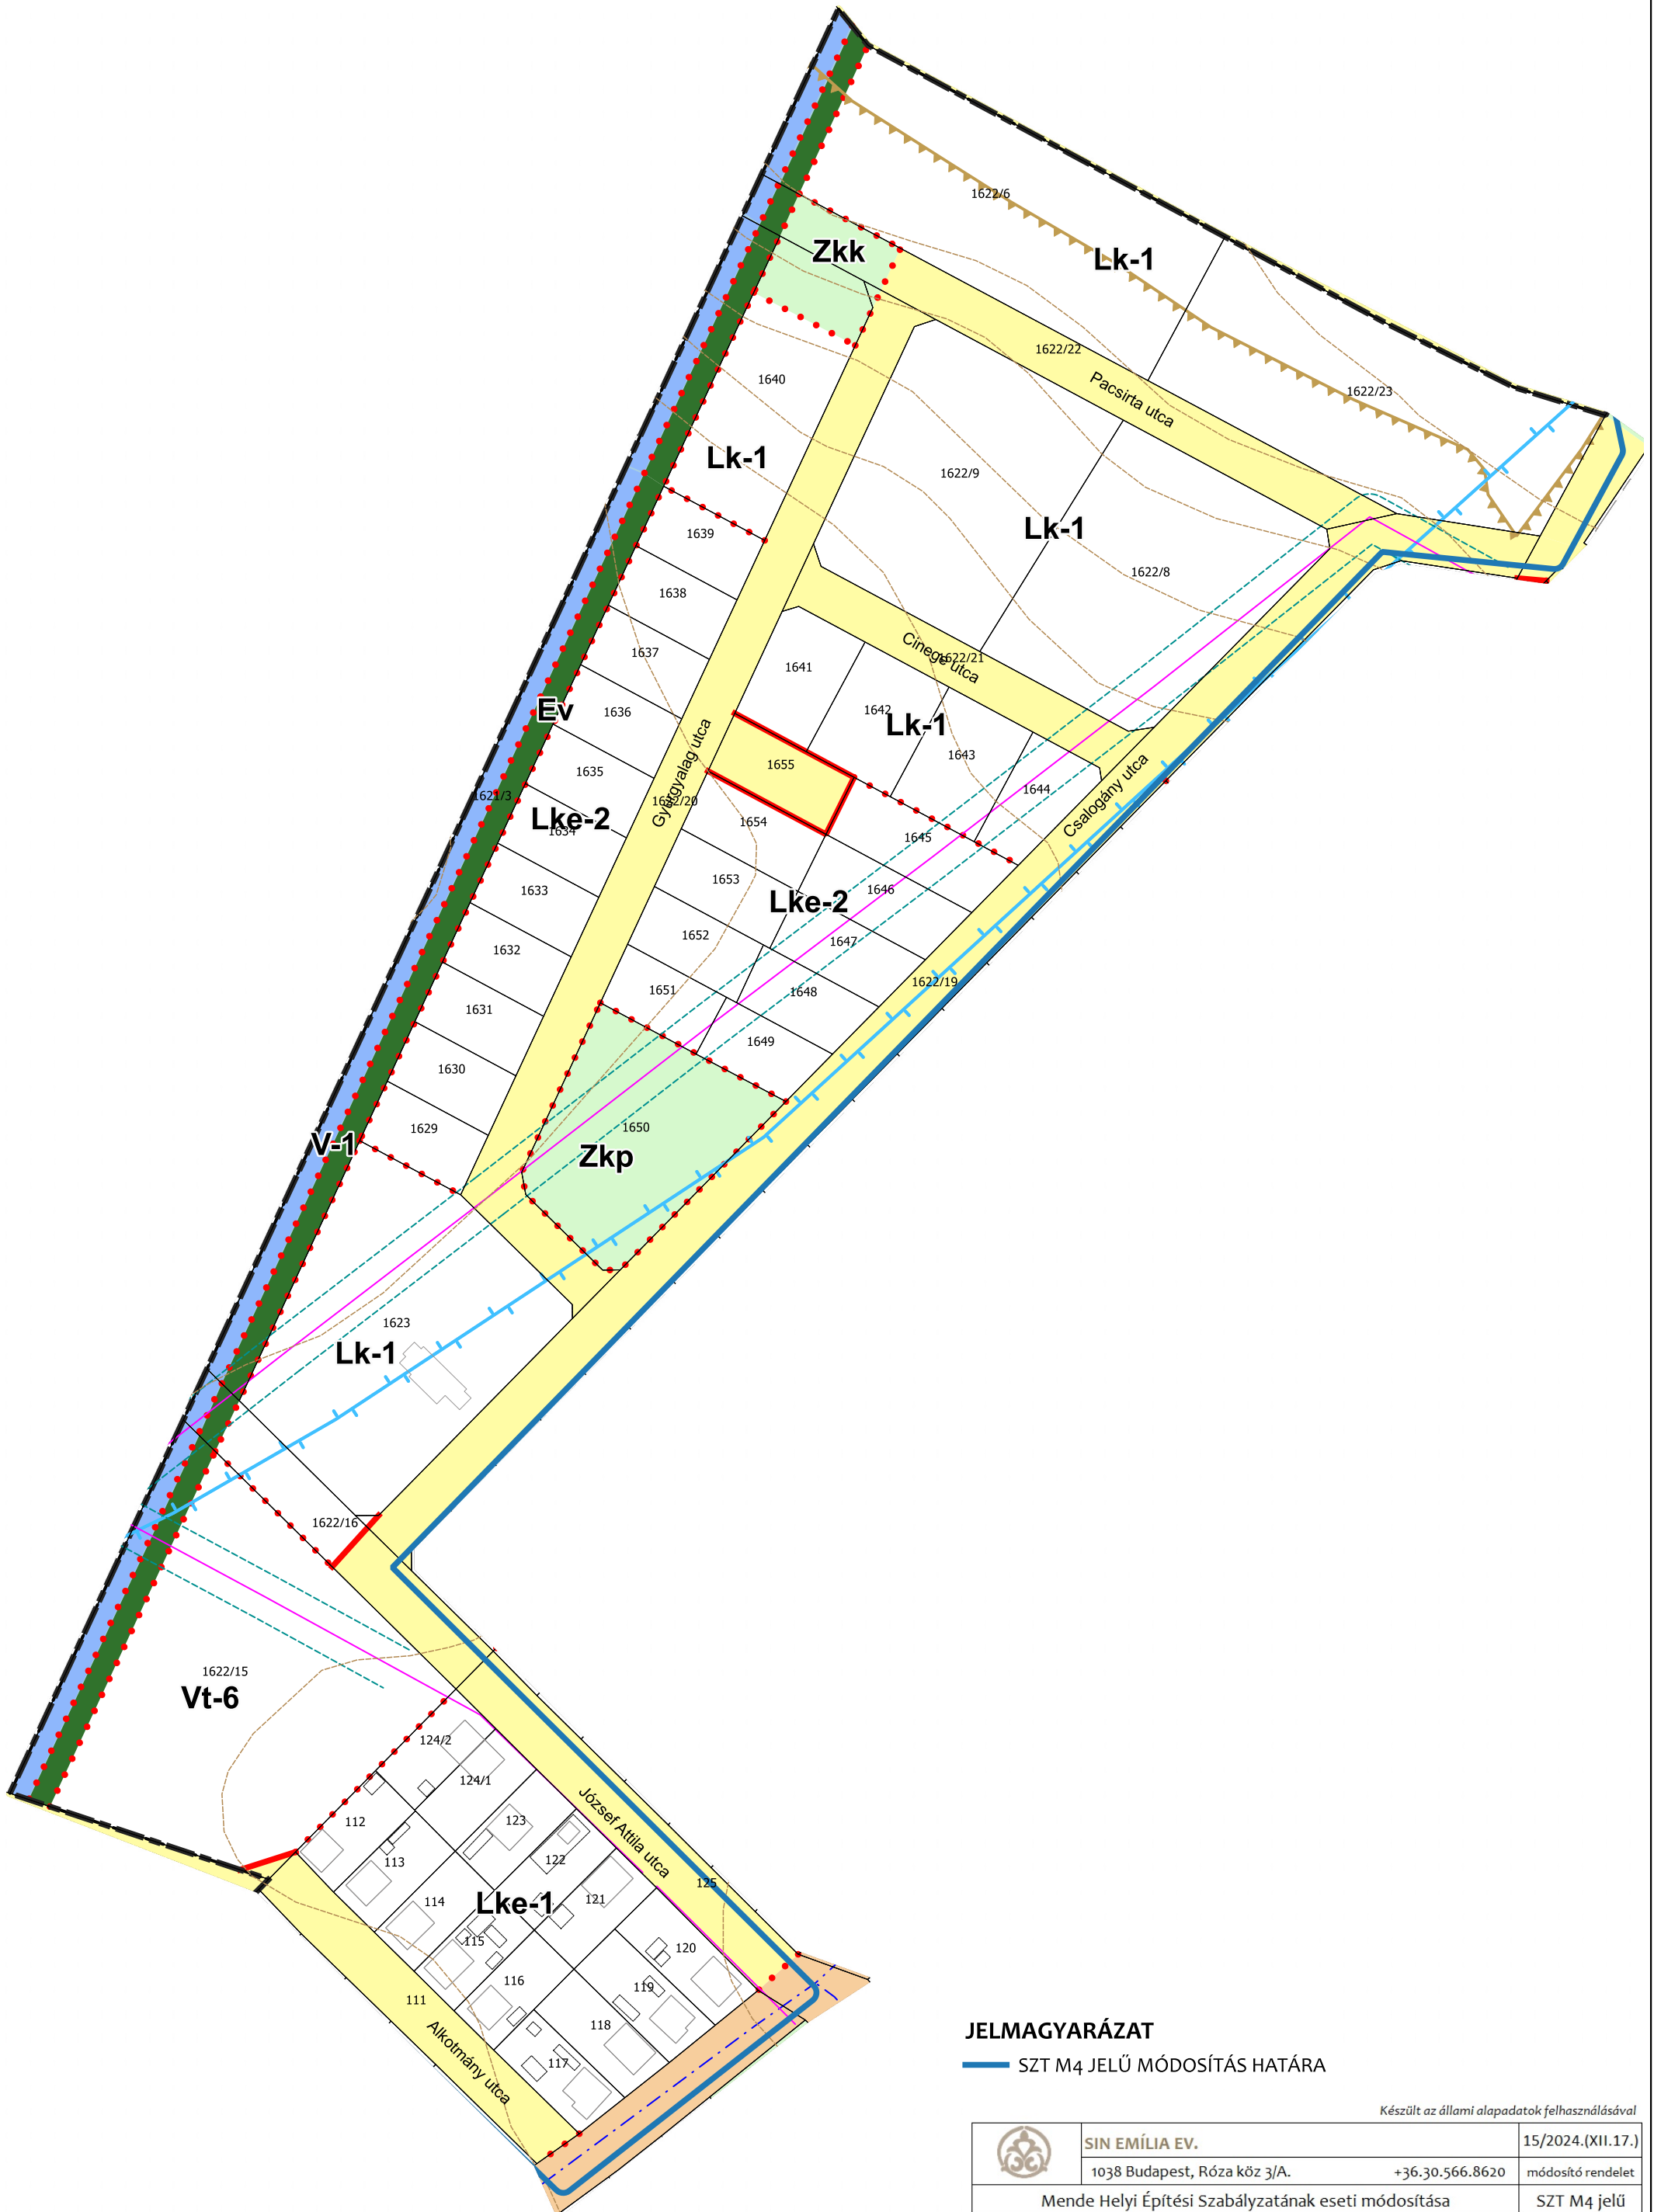 1622/6
Zkk
Lk-1
1622/22
1640
Pacsirta utca
1622/23
Lk-1
1622/9
1639
Lk-1
1638
1622/8
1637
Cinege utca
1622/21
1641
Ev
1636
1642
Lk-1
1643
1635
Gyurgyalag utca
1655
1621/3
1622/20
1644
Csalogány utca
Lke-2
1634
1654
1645
1633
1653
1646
Lke-2
1632
1652
1647
1622/19
1651
1648
1631
1649
1630
1629
1650
V-1
Zkp
1623
Lk-1
1622/16
1622/15
Vt-6
124/2
124/1
112
123
József Attila utca
113
122
125
114
Lke-1
121
115
120
116
119
111
118
Alkotmány utca
117
JELMAGYARÁZAT
SZT M4 JELŰ MÓDOSÍTÁS HATÁRA
Készült az állami alapadatok felhasználásával
SIN EMÍLIA EV.
15/2024.(XII.17.)
1038 Budapest, Róza köz 3/A. +36.30.566.8620
módosító rendelet
Mende Helyi Építési Szabályzatának eseti módosítása
SZT M4 jelű